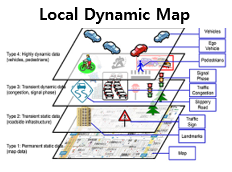 Local Dynamic Map
Vehicles
Ego
Vehicle
Type 4: Highly dynamic data
(vehicles, pedestrians)
Pedestrians
Signal
Phase
Type 3: Transient dynamic data
(congestion, signal phase)
Traffic
Congestion
Slippery
Road
Type 2: Transient static data
(roadside infrastructure)
Traffic
Sign
Landmarks
Type 1: Permanent static data
(map data)
Map